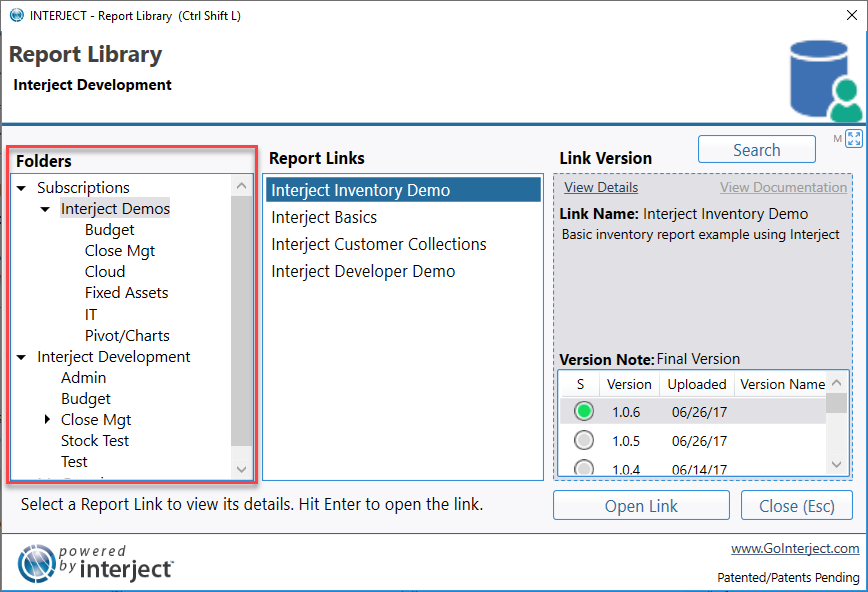 INTERJECT - Report Library (Ctrl Shift L)
Report Library
Interject Development
Folders
Subscriptions
Interject Demos
Budget
Close Mgt
Cloud
Fixed Assets
IT
Pivot/Charts
Interject Development
Admin
Budget
Close Mgt
Stock Test
Test
Report Links
Interject Inventory Demo
Interject Basics
Interject Customer Collections
Interject Developer Demo
Search
M
Link Version
View Details View Documentation
Link Name: Interject Inventory Demo
Basic inventory report example using Interject
Version Note: Final Version
S Version Uploaded Version Name
1.0.6 06/26/17
1.0.5 06/26/17
1.0.4 06/14/17
Select a Report Link to view its details. Hit Enter to open the link.
Open Link Close (Esc)
powered
by interject
www.GoInterject.com
Patented/Patents Pending